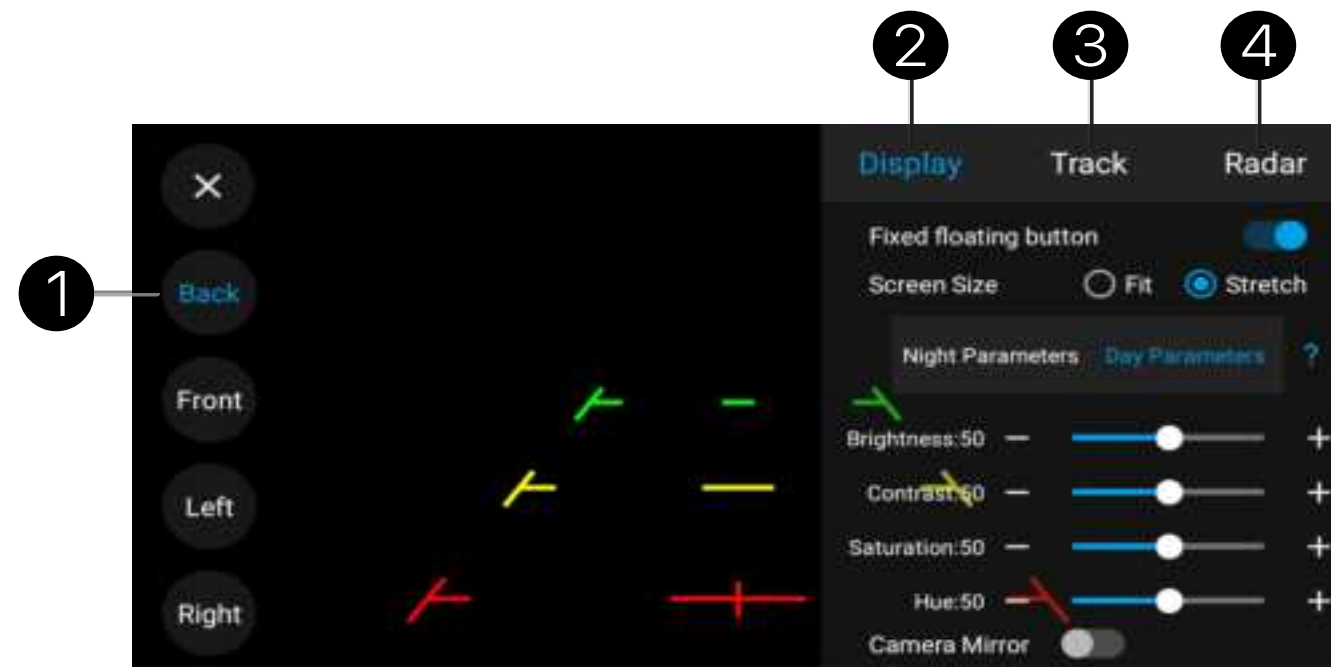 2 3 4
Display Track Radar
×
Fixed floating button
1 Back
Screen Size Fit Stretch
Night Parameters Day Parameters ?
Front
Brightness:50 − +
Contrast:50 − +
Left
Saturation:50 − +
Hue:50 − +
Right
Camera Mirror